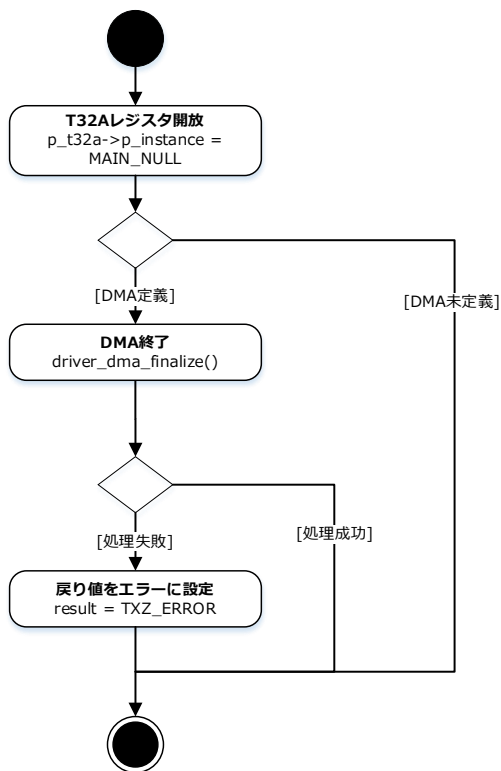 T32Aレジスタ開放
p_t32a->p_instance =
MAIN_NULL
[DMA定義]
[DMA未定義]
DMA終了
driver_dma_finalize()
[処理失敗]
[処理成功]
戻り値をエラーに設定
result = TXZ_ERROR